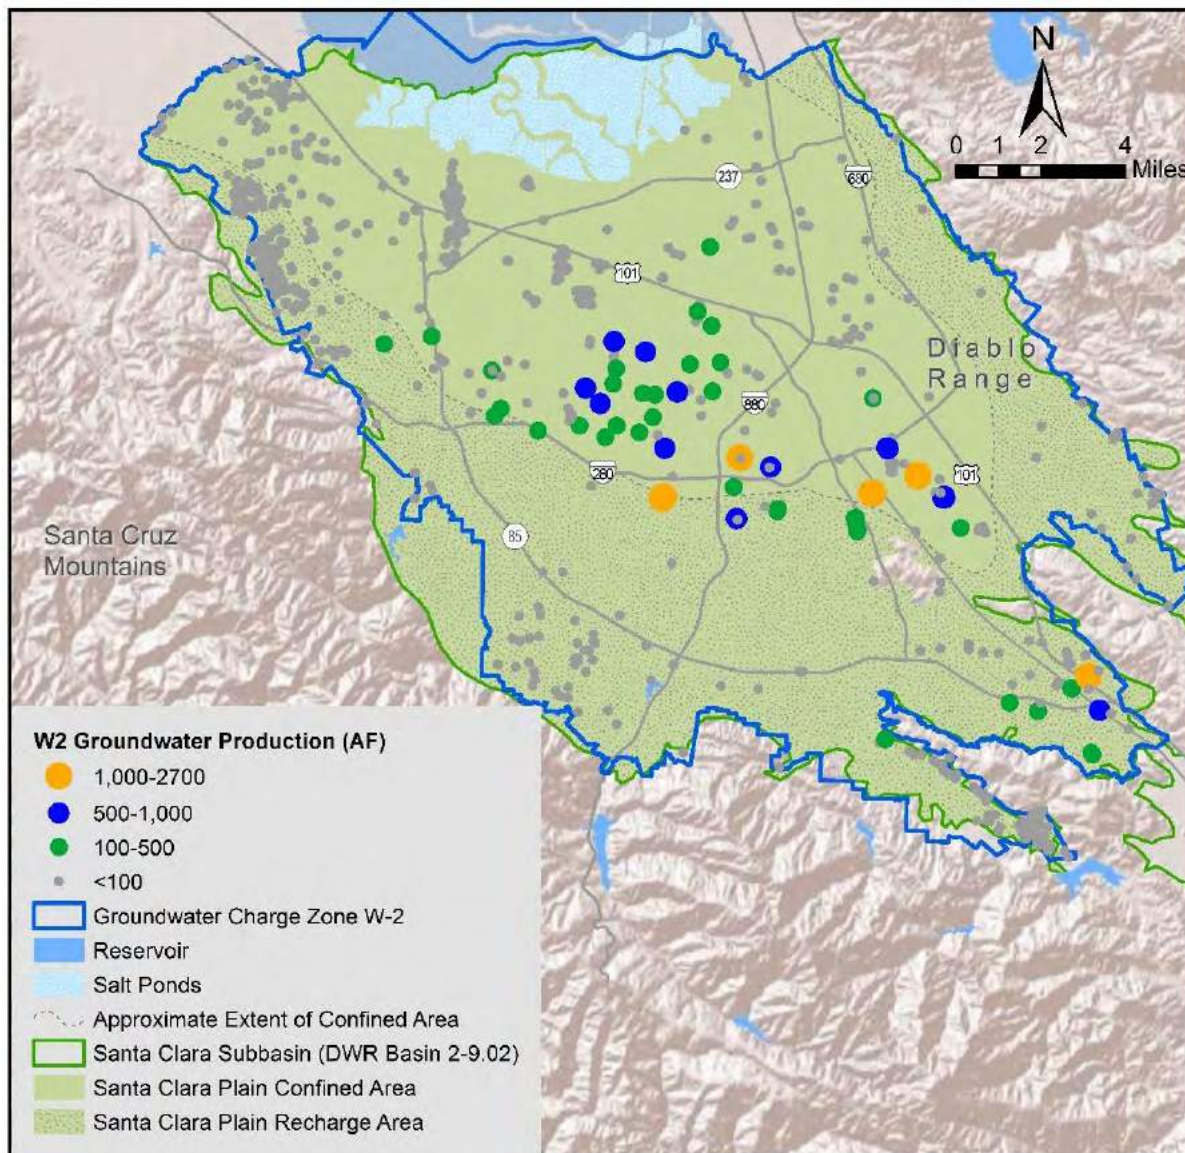 N
0 1 2 4
Miles
237
680
101
Diablo
Range
880
280
101
85
Santa Cruz
Mountains
W2 Groundwater Production (AF)
1,000-2700
500-1,000
100-500
<100
Groundwater Charge Zone W-2
Reservoir
Salt Ponds
Approximate Extent of Confined Area
Santa Clara Subbasin (DWR Basin 2-9.02)
Santa Clara Plain Confined Area
Santa Clara Plain Recharge Area